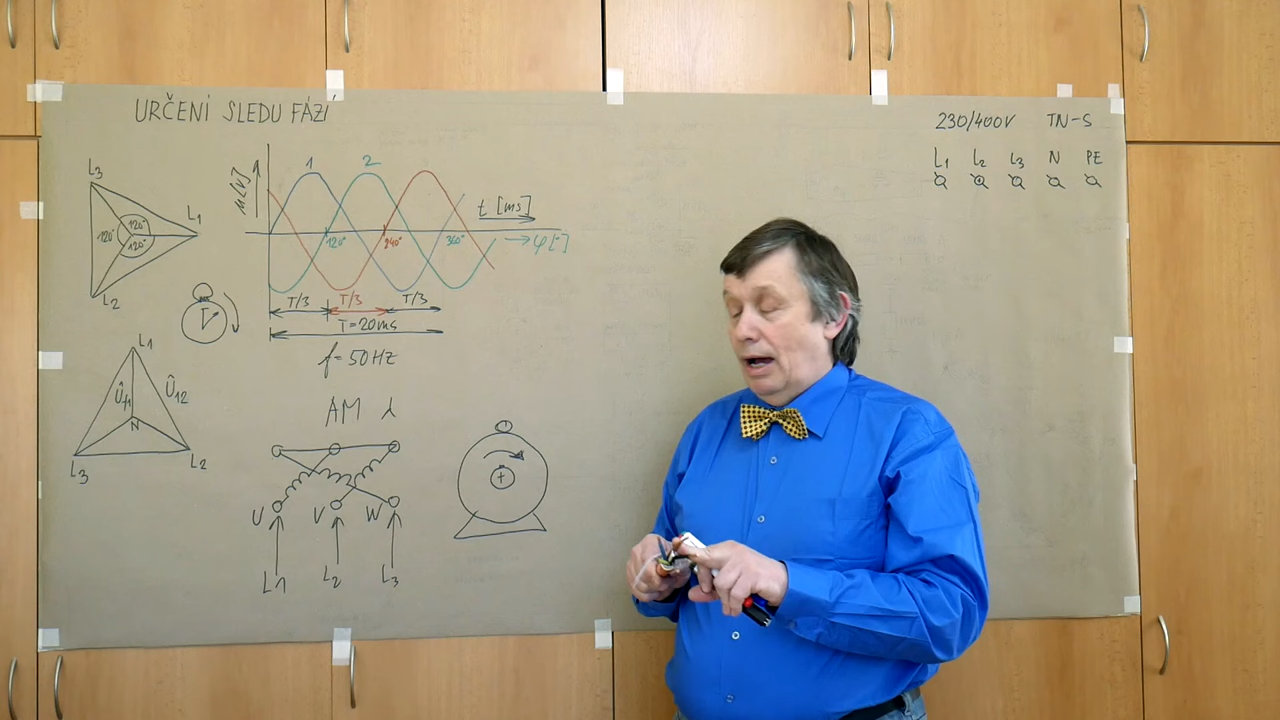 URČENÍ SLEDU FÁZÍ
230/400V TN-S
L1 L2 L3 N PE
L3
L1
L2
120° 120° 120°
u[V]
1 2
t [ms]
120° 240° 360°
φ[°]
T/3 T/3 T/3
T=20ms
f=50HZ
L1
Û12
N
L3
L2
AM
U V W
L1 L2 L3
+